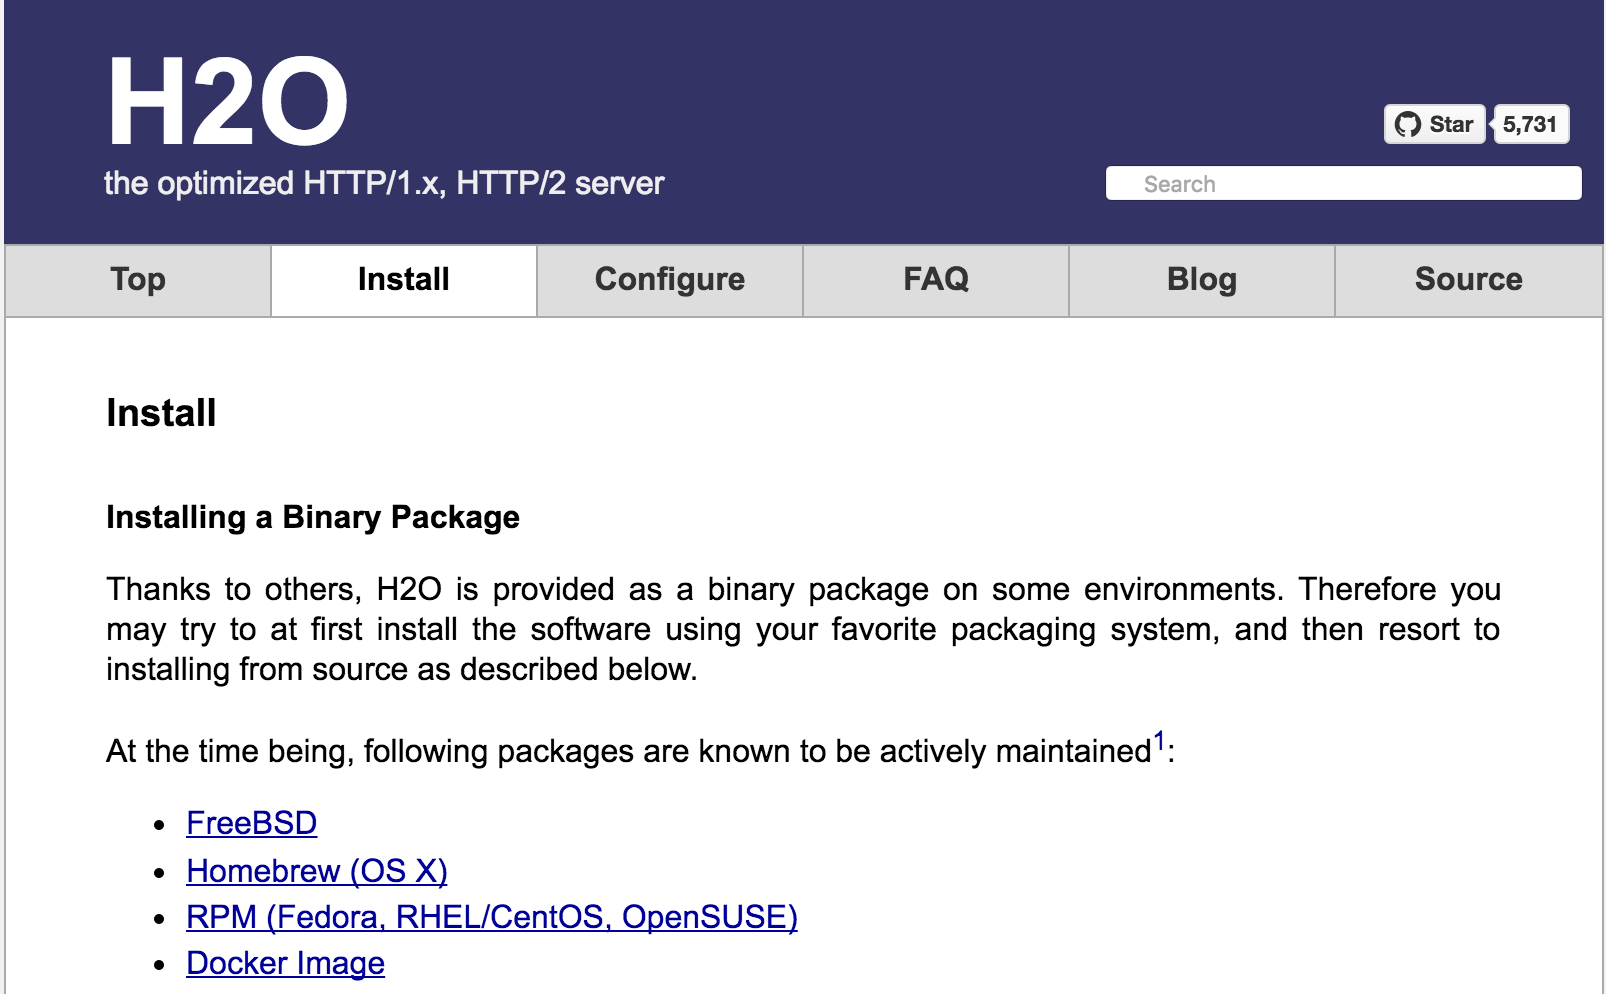 H2O
the optimized HTTP/1.x, HTTP/2 server
Star 5,731
Search
Top Install Configure FAQ Blog Source
Install
Installing a Binary Package
Thanks to others, H2O is provided as a binary package on some environments. Therefore you
may try to at first install the software using your favorite packaging system, and then resort to
installing from source as described below.
At the time being, following packages are known to be actively maintained1:
• FreeBSD
• Homebrew (OS X)
• RPM (Fedora, RHEL/CentOS, OpenSUSE)
• Docker Image